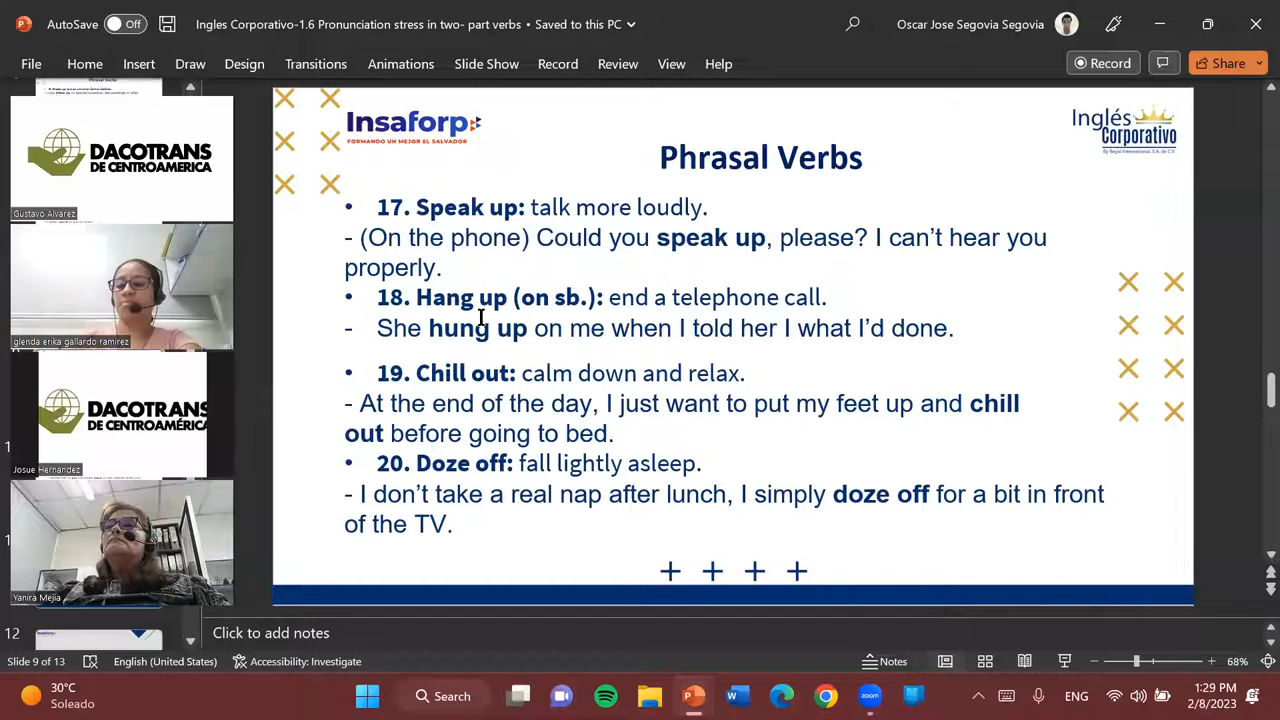 AutoSave Off Ingles Corporativo-1.6 Pronunciation stress in two- part verbs • Saved to this PC Oscar Jose Segovia Segovia
File Home Insert Draw Design Transitions Animations Slide Show Record Review View Help Record Share
DACOTRANS
DE CENTROAMERICA
Gustavo Alvarez
glenda erika gallardo ramirez
DACOTRANS
DE CENTROAMÉRICA
Josue Hernandez
Yanira Mejia
12
Insaforp
FORMANDO UN MEJOR EL SALVADOR
Inglés
Corporativo
By Regal International, S.A. de C.V.
Phrasal Verbs
• 17. Speak up: talk more loudly.
- (On the phone) Could you speak up, please? I can’t hear you
properly.
• 18. Hang up (on sb.): end a telephone call.
- She hung up on me when I told her I what I’d done.
• 19. Chill out: calm down and relax.
- At the end of the day, I just want to put my feet up and chill
out before going to bed.
• 20. Doze off: fall lightly asleep.
- I don’t take a real nap after lunch, I simply doze off for a bit in front
of the TV.
Click to add notes
Slide 9 of 13 English (United States) Accessibility: Investigate Notes 68%
30°C
Soleado
Search
zoom
ENG
1:29 PM
2/8/2023